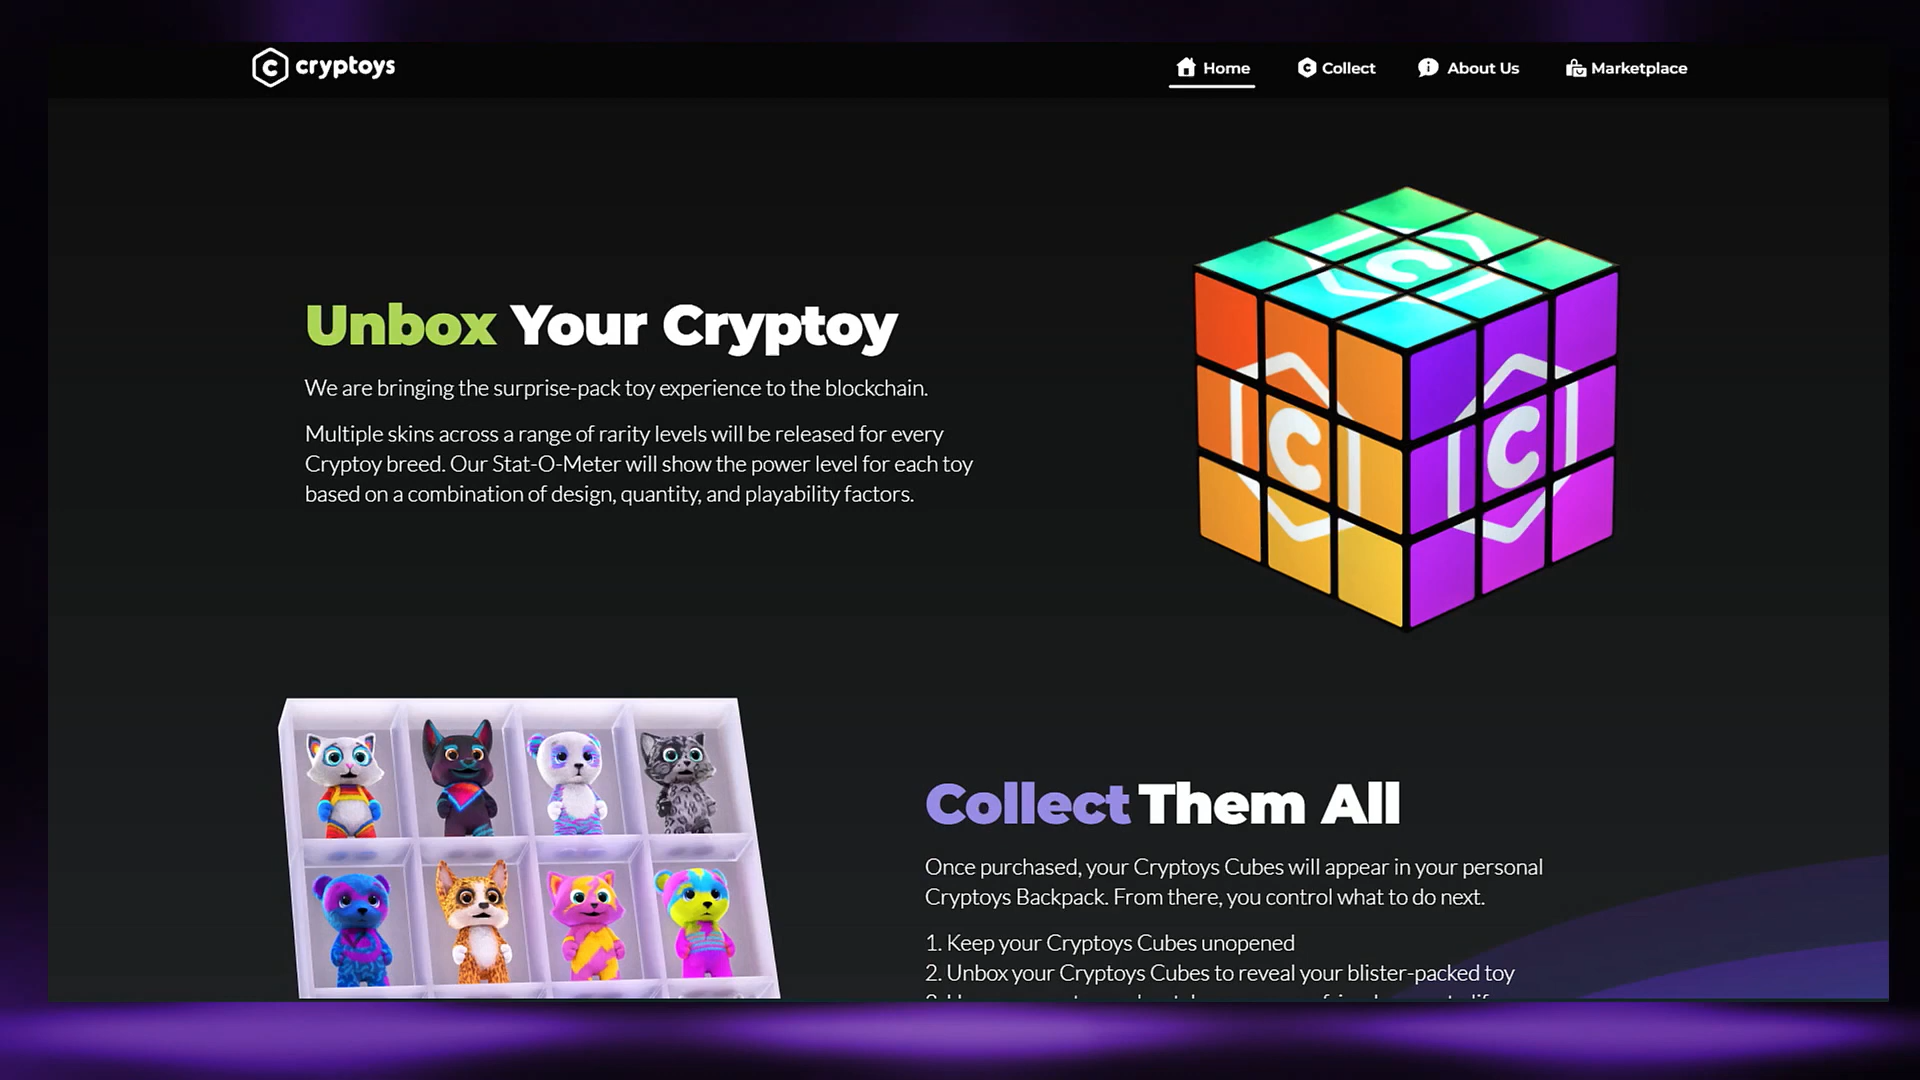 cryptoys
Home
Collect
About Us
Marketplace
Unbox Your Cryptoy
We are bringing the surprise-pack toy experience to the blockchain.
Multiple skins across a range of rarity levels will be released for every
Cryptoy breed. Our Stat-O-Meter will show the power level for each toy
based on a combination of design, quantity, and playability factors.
C
C
C
Collect Them All
Once purchased, your Cryptoys Cubes will appear in your personal
Cryptoys Backpack. From there, you control what to do next.
1. Keep your Cryptoys Cubes unopened
2. Unbox your Cryptoys Cubes to reveal your blister-packed toy